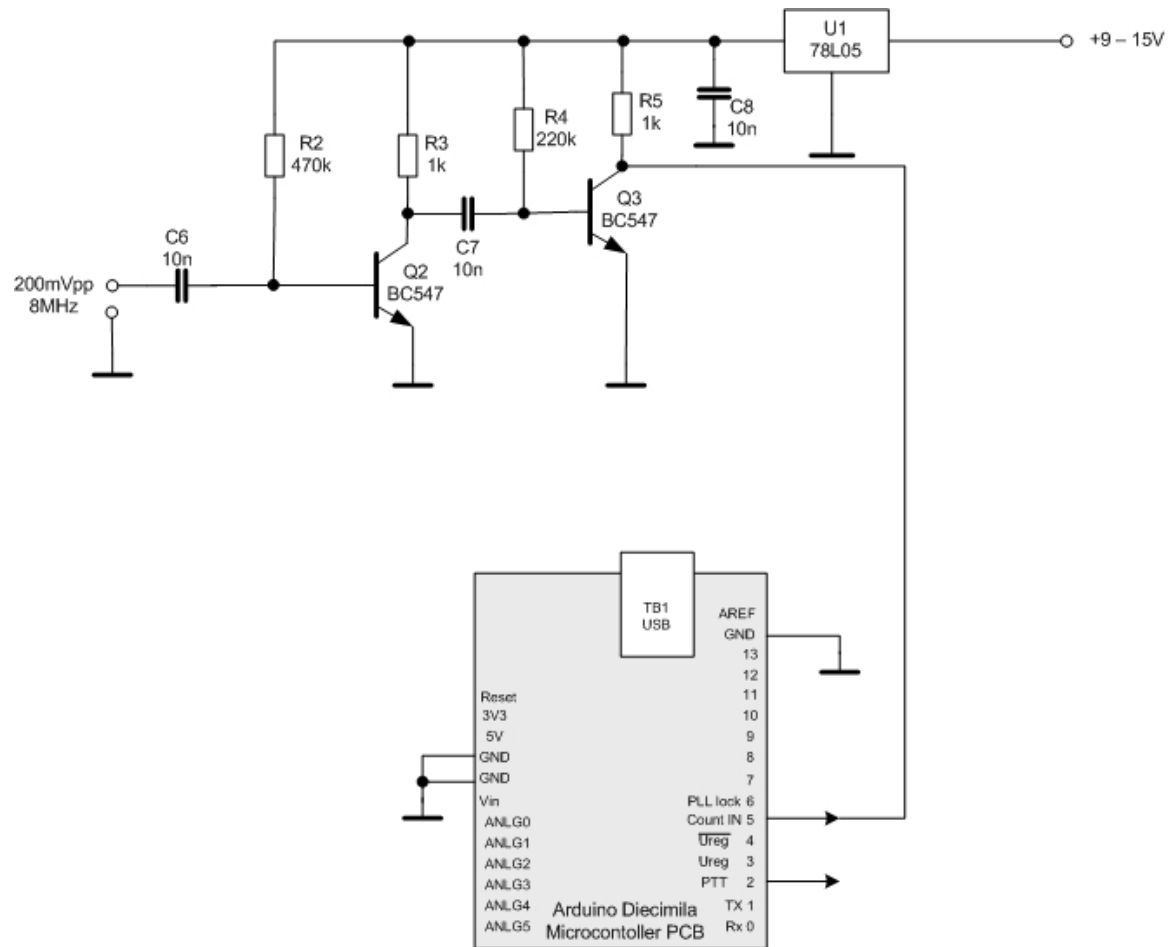 U1
78L05
+9 – 15V
R2
470k
R3
1k
R4
220k
R5
1k
C8
10n
Q3
BC547
C6
10n
C7
10n
Q2
BC547
200mVpp
8MHz
TB1
USB
AREF
GND
13
12
11
10
9
8
7
PLL lock 6
Count IN 5
Ureg 4
Ureg 3
PTT 2
TX 1
Rx 0
Reset
3V3
5V
GND
GND
Vin
ANLG0
ANLG1
ANLG2
ANLG3
ANLG4
ANLG5
Arduino Diecimila
Microcontoller PCB